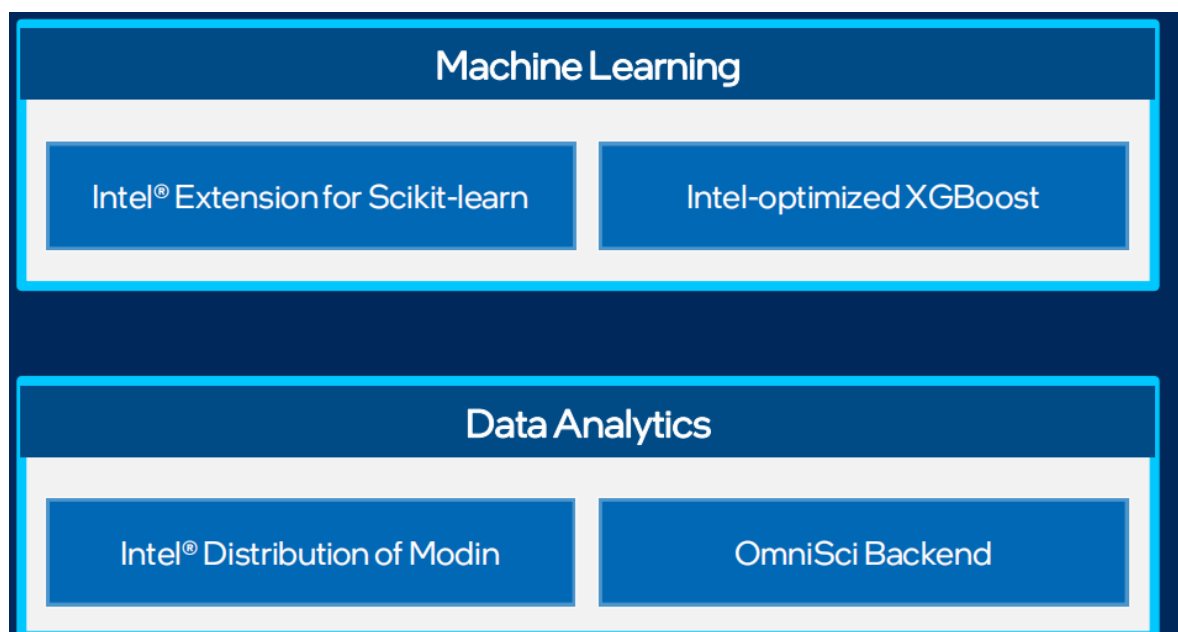 Machine Learning
Intel® Extension for Scikit-learn
Intel-optimized XGBoost
Data Analytics
Intel® Distribution of Modin
OmniSci Backend